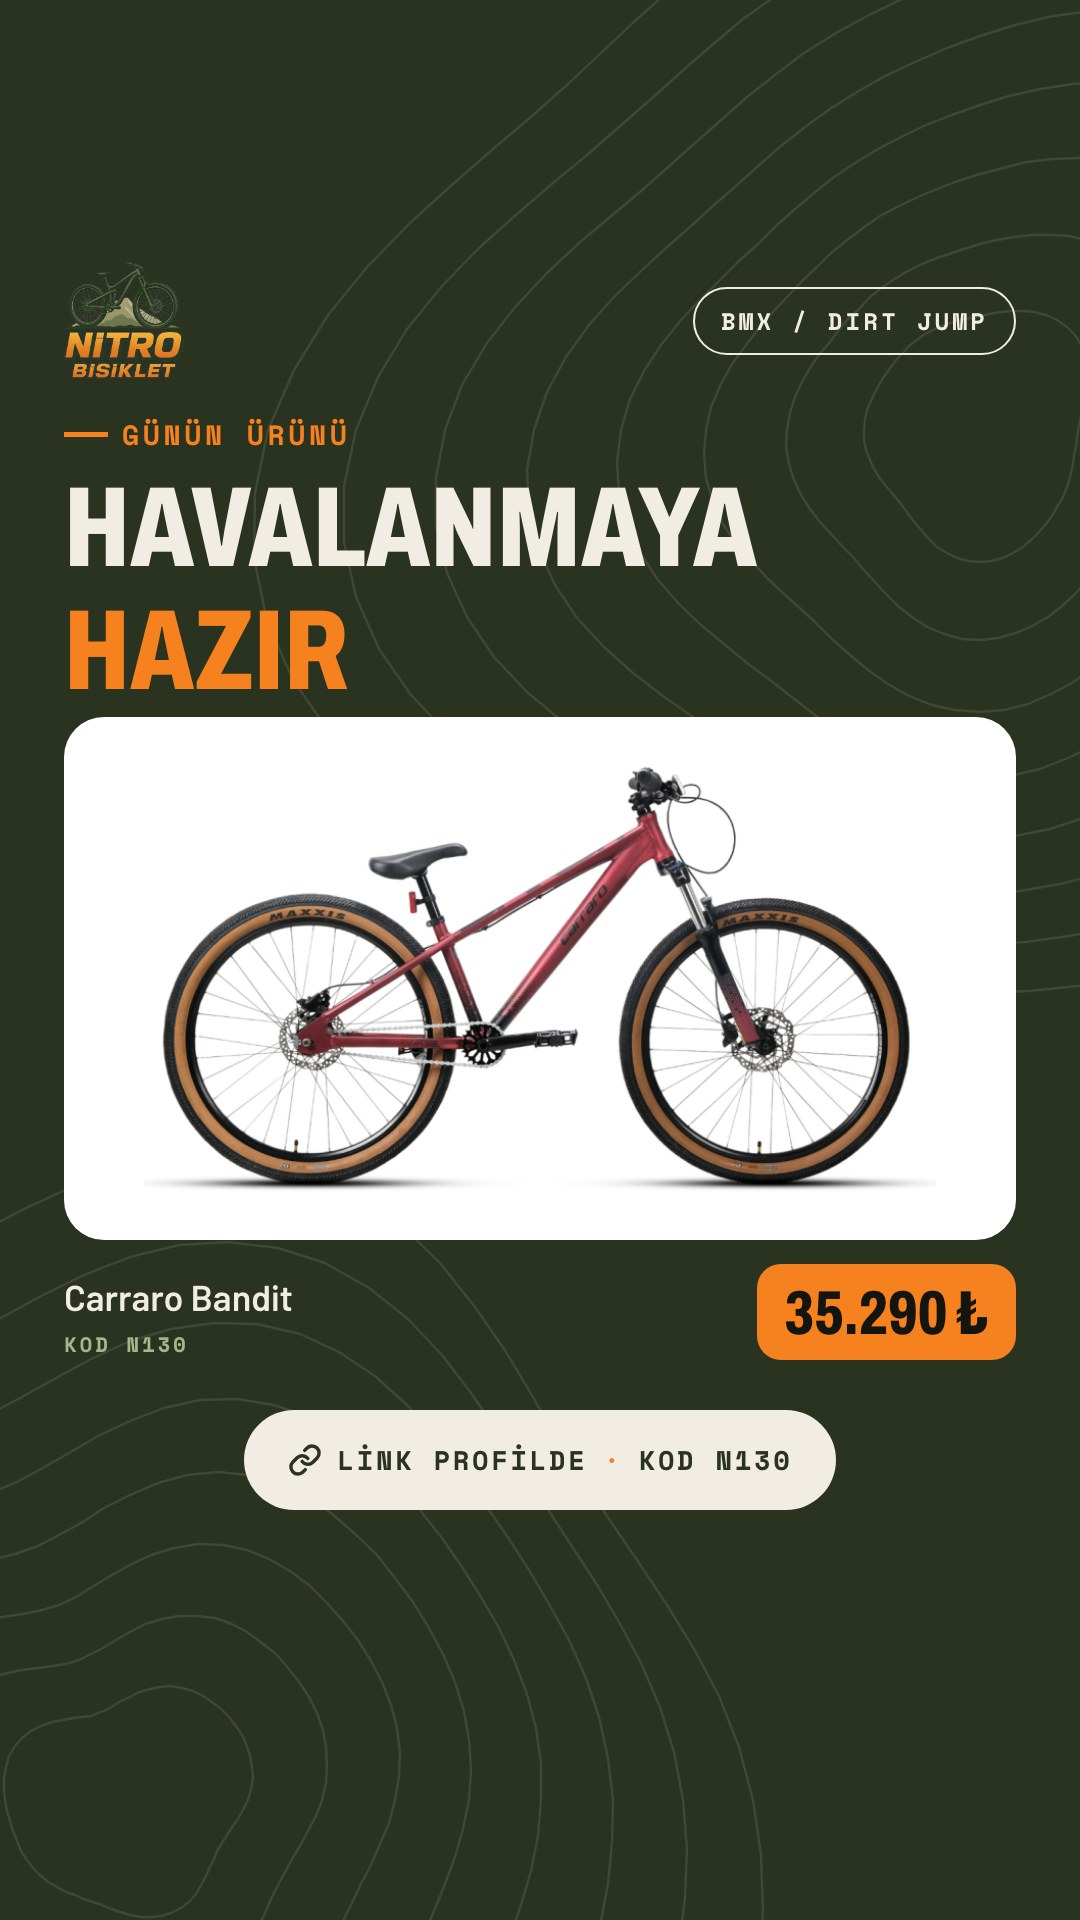 NiTRO
BiSiKLET
BMX / DIRT JUMP
GÜNÜN ÜRÜNÜ
HAVALANMAYA
HAZIR
MAXXIS
carraro
MAXXIS
Carraro Bandit
KOD N130
35.290 ₺
LİNK PROFİLDE · KOD N130